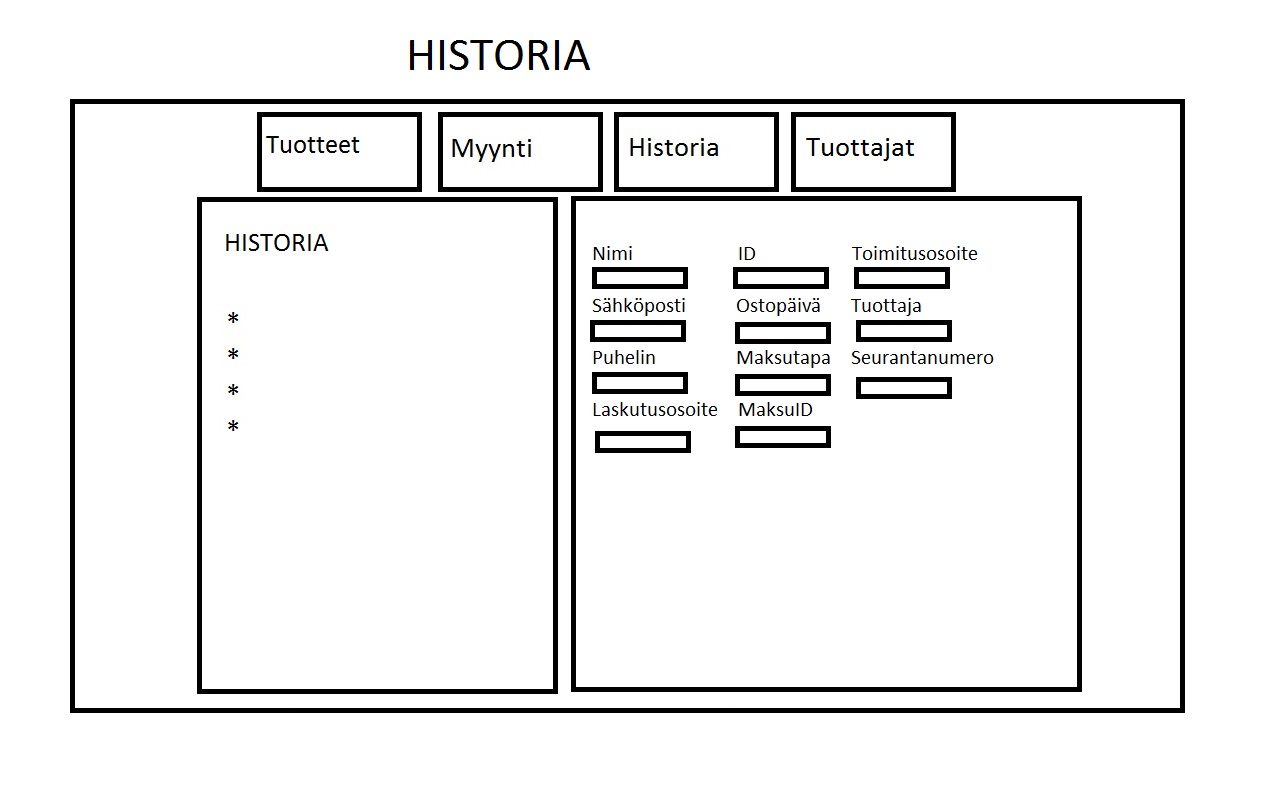 HISTORIA
Tuotteet Myynti Historia Tuottajat
HISTORIA
*
*
*
*
Nimi ID Toimitusosoite
Sähköposti Ostopäivä Tuottaja
Puhelin Maksutapa Seurantanumero
Laskutusosoite MaksuID